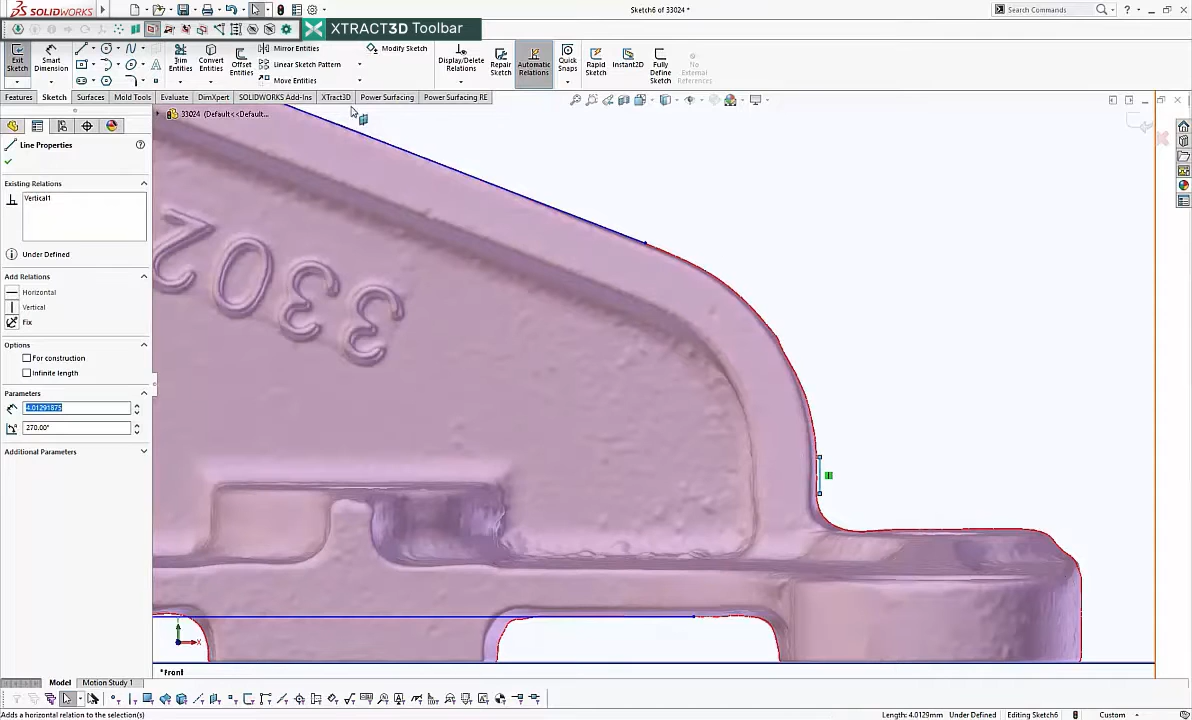 SOLIDWORKS
Sketch6 of 33024 *
Search Commands
XTRACT3D Toolbar
Exit Sketch
Smart Dimension
Trim Entities
Convert Entities
Offset Entities
Mirror Entities
Linear Sketch Pattern
Move Entities
Modify Sketch
Display/Delete Relations
Repair Sketch
Automatic Relations
Quick Snaps
Rapid Sketch
Instant2D
Fully Define Sketch
No External References
Features
Sketch
Surfaces
Mold Tools
Evaluate
DimXpert
SOLIDWORKS Add-Ins
XTract3D
Power Surfacing
Power Surfacing RE
33024 (Default<<Default...
Line Properties
Existing Relations
Vertical1
Under Defined
Add Relations
Horizontal
Vertical
Fix
Options
For construction
Infinite length
Parameters
4.01291875
270.00°
Additional Parameters
3302
Y
X
*Front
Model
Motion Study 1
Adds a horizontal relation to the selection(s)
Length: 4.0129mm
Under Defined
Editing Sketch6
Custom